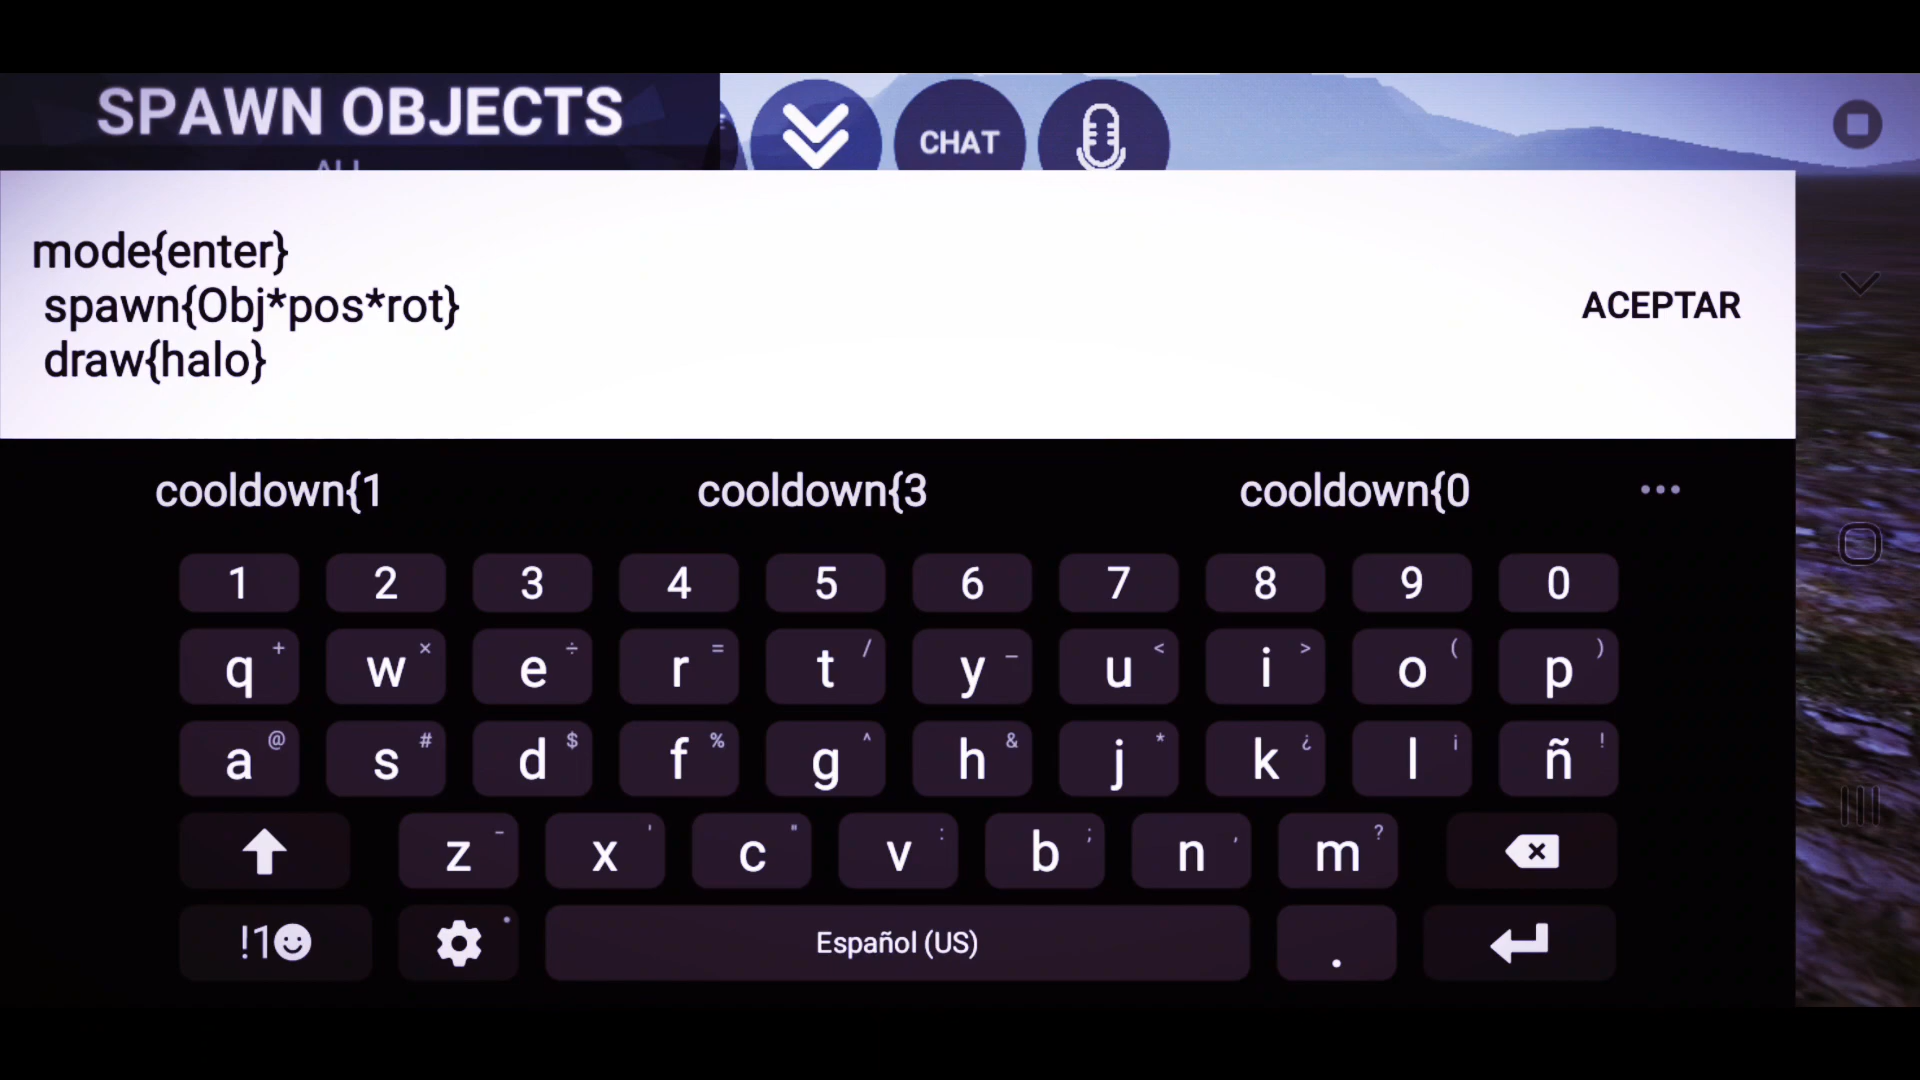 SPAWN OBJECTS
ALL
CHAT
mode{enter}
spawn{Obj*pos*rot}
draw{halo}
ACEPTAR
cooldown{1
cooldown{3
cooldown{0
•••
1 2 3 4 5 6 7 8 9 0
q + w × e ÷ r = t / y _ u < i > o ( p )
a @ s # d $ f % g ^ h & j * k ¿ l ¡ ñ !
z - x ' c " v : b ; n , m ?
!1☺
Español (US)
.